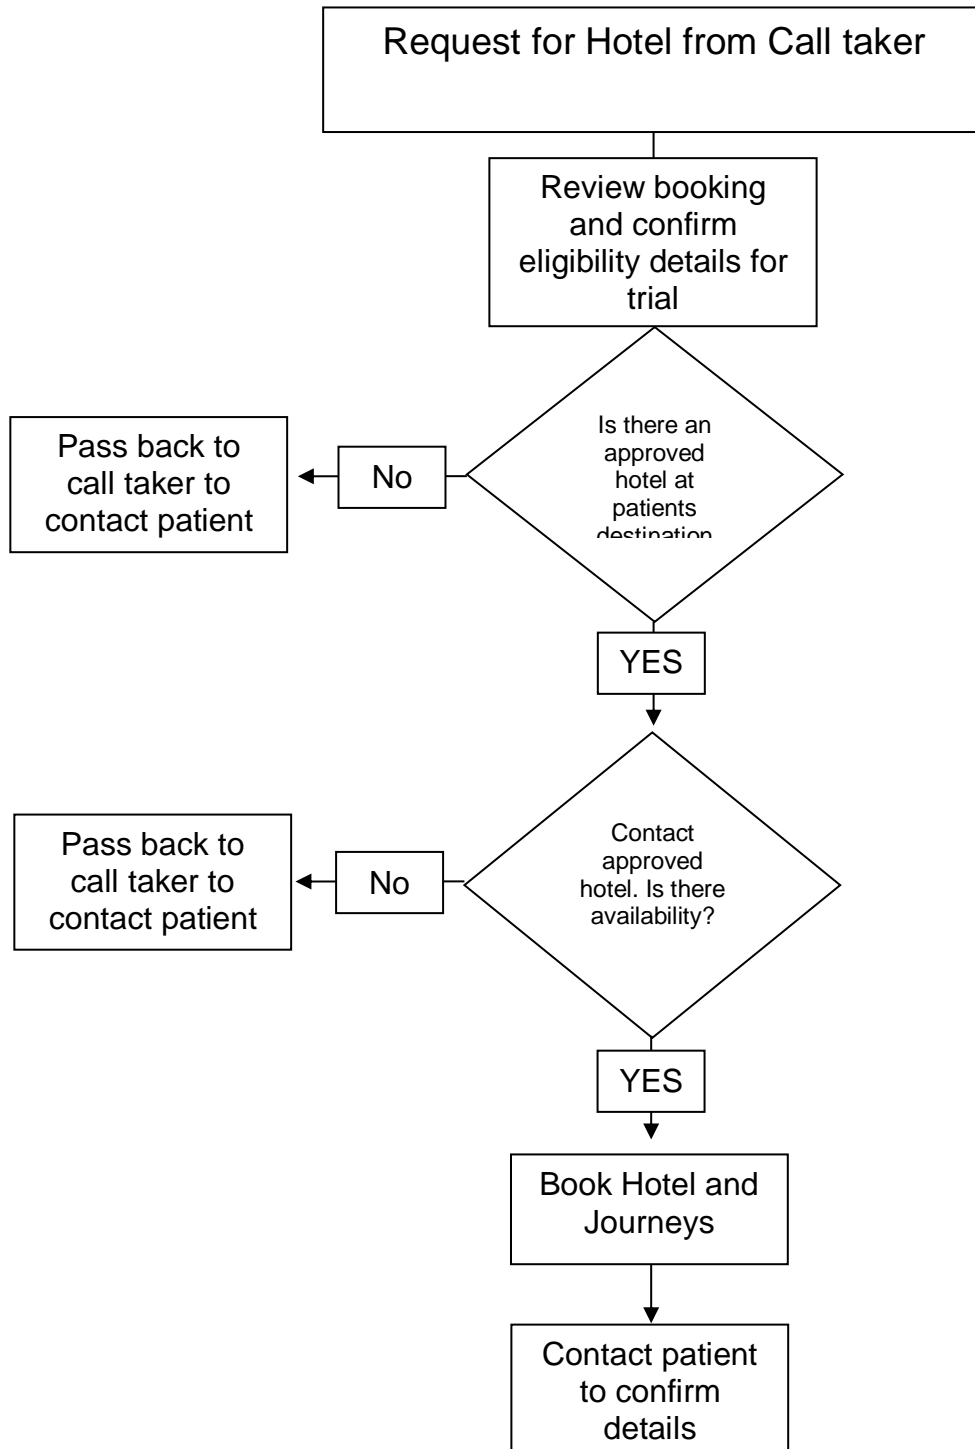 Request for Hotel from Call taker
Review booking
and confirm
eligibility details for
trial
Is there an
approved
hotel at
patients
destination
Pass back to
call taker to
contact patient
No
YES
Contact
approved
hotel. Is there
availability?
Pass back to
call taker to
contact patient
No
YES
Book Hotel and
Journeys
Contact patient
to confirm
details